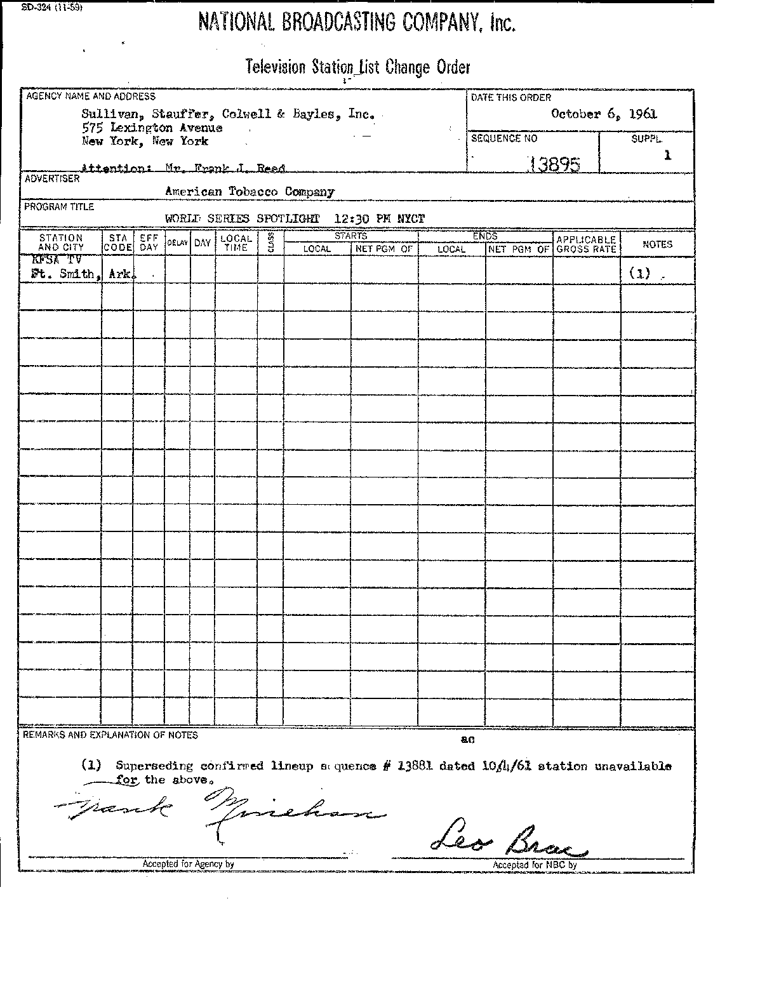 SD-324 (11-59)
NATIONAL BROADCASTING COMPANY, Inc.
Television Station List Change Order
AGENCY NAME AND ADDRESS
Sullivan, Stauffer, Colwell & Bayles, Inc.
575 Lexington Avenue
New York, New York
Attention: Mr. Frank J. Reed
DATE THIS ORDER
October 6, 1961
SEQUENCE NO SUPPL
13895 1
ADVERTISER
American Tobacco Company
PROGRAM TITLE
WORLD SERIES SPOTLIGHT 12:30 PM NYCT
STATION AND CITY STA CODE EFF DAY DELAY DAY LOCAL TIME CLASS STARTS LOCAL NET PGM OF ENDS LOCAL NET PGM OF APPLICABLE GROSS RATE NOTES
KFSA TV
Ft. Smith, Ark. (1)
REMARKS AND EXPLANATION OF NOTES
ac
(1) Superseding confirmed lineup sequence # 13881 dated 10/4/61 station unavailable
for the above.
Frank Minehan
Leo Brac
Accepted for Agency by Accepted for NBC by